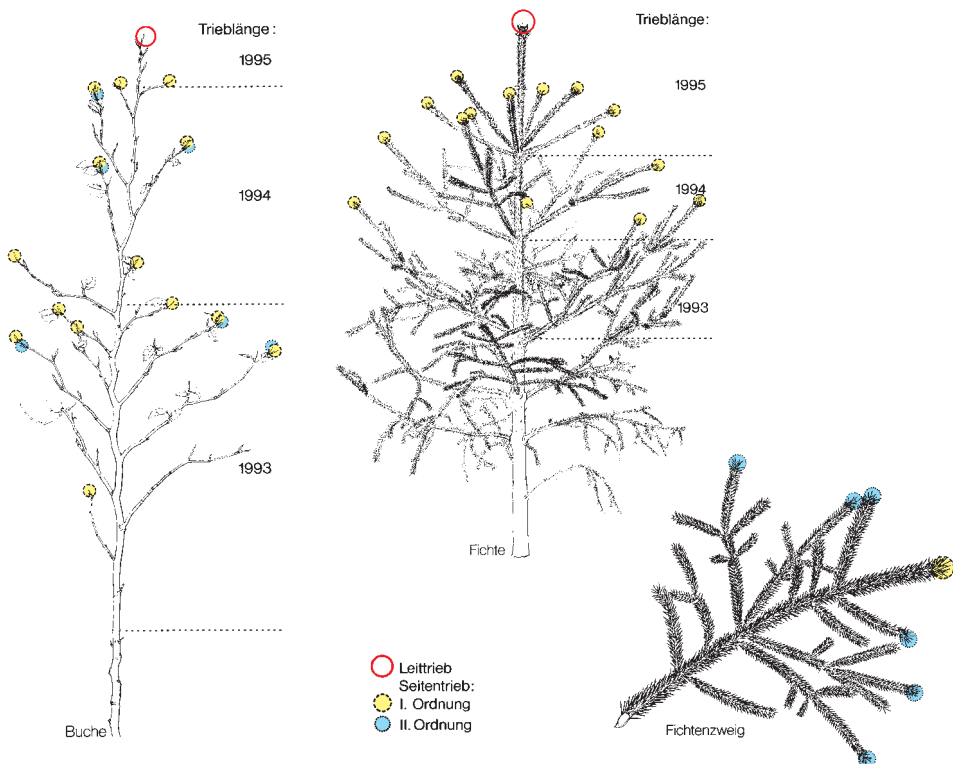 Trieblänge:
1995
1994
1993
Buche
Trieblänge:
1995
1994
1993
Fichte
Leittrieb
Seitentrieb:
I. Ordnung
II. Ordnung
Fichtenzweig